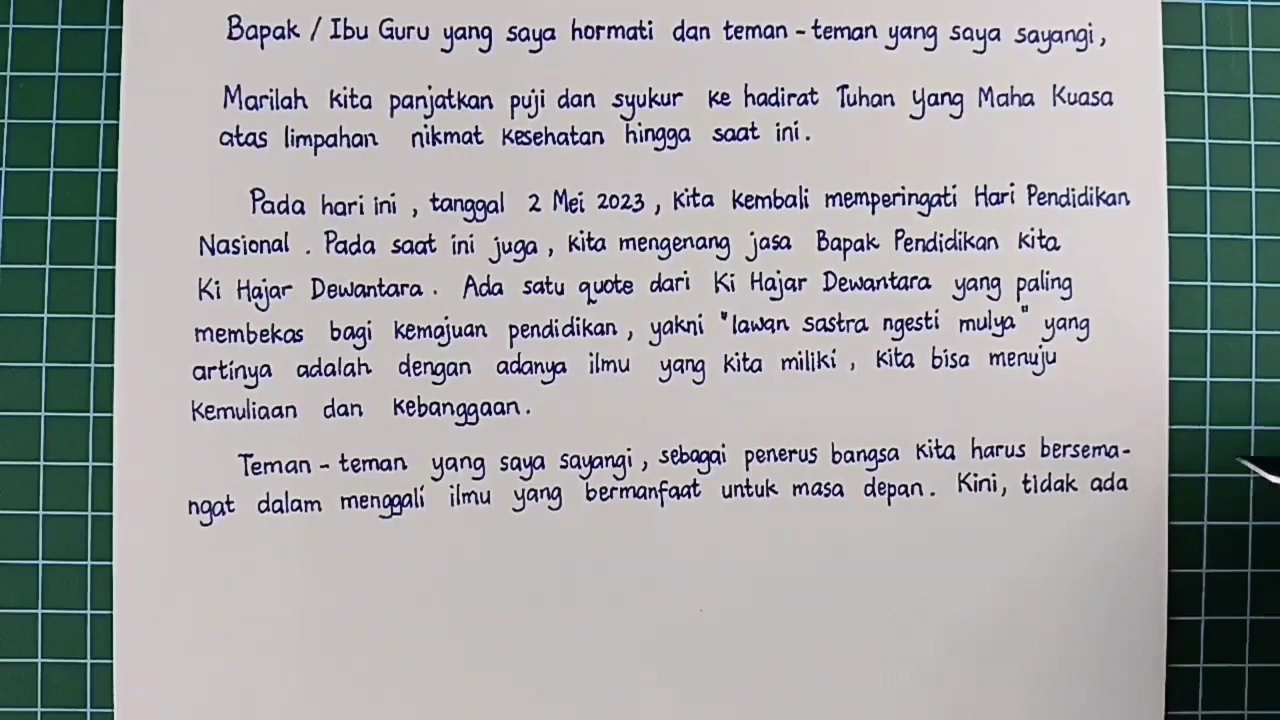 Bapak / Ibu Guru yang saya hormati dan teman - teman yang saya sayangi,
Marilah kita panjatkan puji dan syukur ke hadirat Tuhan Yang Maha Kuasa
atas limpahan nikmat kesehatan hingga saat ini.
Pada hari ini, tanggal 2 Mei 2023, kita kembali memperingati Hari Pendidikan
Nasional. Pada saat ini juga, kita mengenang jasa Bapak Pendidikan kita
Ki Hajar Dewantara. Ada satu quote dari Ki Hajar Dewantara yang paling
membekas bagi kemajuan pendidikan, yakni "lawan sastra ngesti mulya" yang
artinya adalah dengan adanya ilmu yang kita miliki, kita bisa menuju
kemuliaan dan kebanggaan.
Teman - teman yang saya sayangi, sebagai penerus bangsa kita harus bersema-
ngat dalam menggali ilmu yang bermanfaat untuk masa depan. Kini, tidak ada